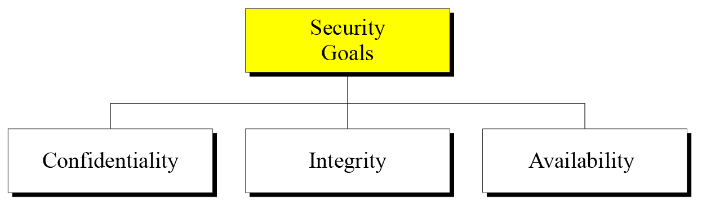 Security
Goals
Confidentiality
Integrity
Availability